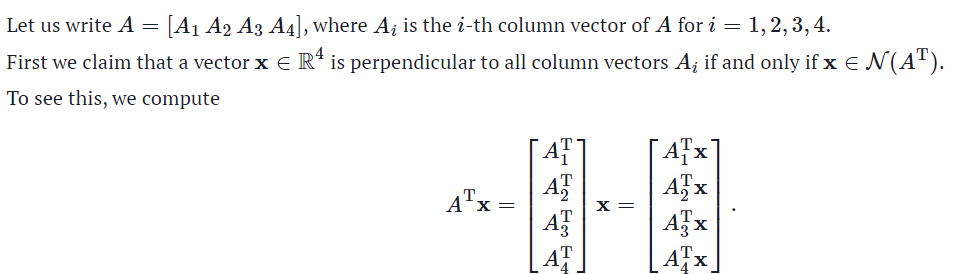 Let us write $A = [A_1\ A_2\ A_3\ A_4]$, where $A_i$ is the $i$-th column vector of $A$ for $i = 1, 2, 3, 4$.
First we claim that a vector $\mathbf{x} \in \mathbb{R}^4$ is perpendicular to all column vectors $A_i$ if and only if $\mathbf{x} \in \mathcal{N}(A^{\mathrm{T}})$.
To see this, we compute
$A^{\mathrm{T}}\mathbf{x} = \begin{bmatrix} A_1^{\mathrm{T}} \\ A_2^{\mathrm{T}} \\ A_3^{\mathrm{T}} \\ A_4^{\mathrm{T}} \end{bmatrix} \mathbf{x} = \begin{bmatrix} A_1^{\mathrm{T}}\mathbf{x} \\ A_2^{\mathrm{T}}\mathbf{x} \\ A_3^{\mathrm{T}}\mathbf{x} \\ A_4^{\mathrm{T}}\mathbf{x} \end{bmatrix}.$